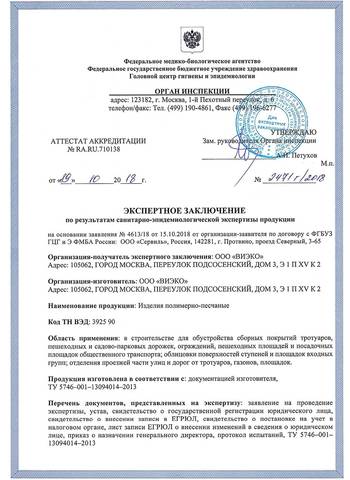 Федеральное медико-биологическое агентство
Федеральное государственное бюджетное учреждение здравоохранения
Головной центр гигиены и эпидемиологии
ОРГАН ИНСПЕКЦИИ
адрес: 123182, г. Москва, 1-й Пехотный переулок, д. 6
телефон/факс: Тел. (499) 190-4861, Факс (499) 196-6277
АТТЕСТАТ АККРЕДИТАЦИИ
№ RA.RU.710138
УТВЕРЖДАЮ
Зам. руководителя Органа инспекции
А.И. Петухов
М.п.
от «19» 10 2018 г.
№ 2471г/2018
Для экспертных заключений
ЭКСПЕРТНОЕ ЗАКЛЮЧЕНИЕ
по результатам санитарно-эпидемиологической экспертизы продукции
на основании заявления № 4613/18 от 15.10.2018 от организации-заявителя по договору с ФГБУЗ
ГЦГ и Э ФМБА России: ООО «Сервилы», Россия, 142281, г. Протвино, проезд Северный, 3-65
Организация-получатель экспертного заключения: ООО «ВИЭКО»
Адрес: 105062, ГОРОД МОСКВА, ПЕРЕУЛОК ПОДСОСЕНСКИЙ, ДОМ 3, Э 1 П XV К 2
Организация-изготовитель: ООО «ВИЭКО»
Адрес: 105062, ГОРОД МОСКВА, ПЕРЕУЛОК ПОДСОСЕНСКИЙ, ДОМ 3, Э 1 П XV К 2
Наименование продукции: Изделия полимерно-песчаные
Код ТН ВЭД: 3925 90
Область применения: в строительстве для обустройства сборных покрытий тротуаров,
пешеходных и садово-парковых дорожек, ограждений, пешеходных площадей и посадочных
площадок общественного транспорта; облицовки поверхностей ступеней и площадок входных
групп; отделения проезжей части улиц и дорог от тротуаров, газонов, площадок.
Продукция изготовлена в соответствии с: документацией изготовителя,
ТУ 5746–001–13094014–2013
Перечень документов, представленных на экспертизу: заявление на проведение
экспертизы, устав, свидетельство о государственной регистрации юридического лица,
свидетельство о внесении записи в ЕГРЮЛ, свидетельство о постановке на учет в
налоговом органе, лист записи ЕГРЮЛ о внесении изменений в сведения о юридическом
лице, приказ о назначении генерального директора, протокол испытаний, ТУ 5746–001–
13094014–2013